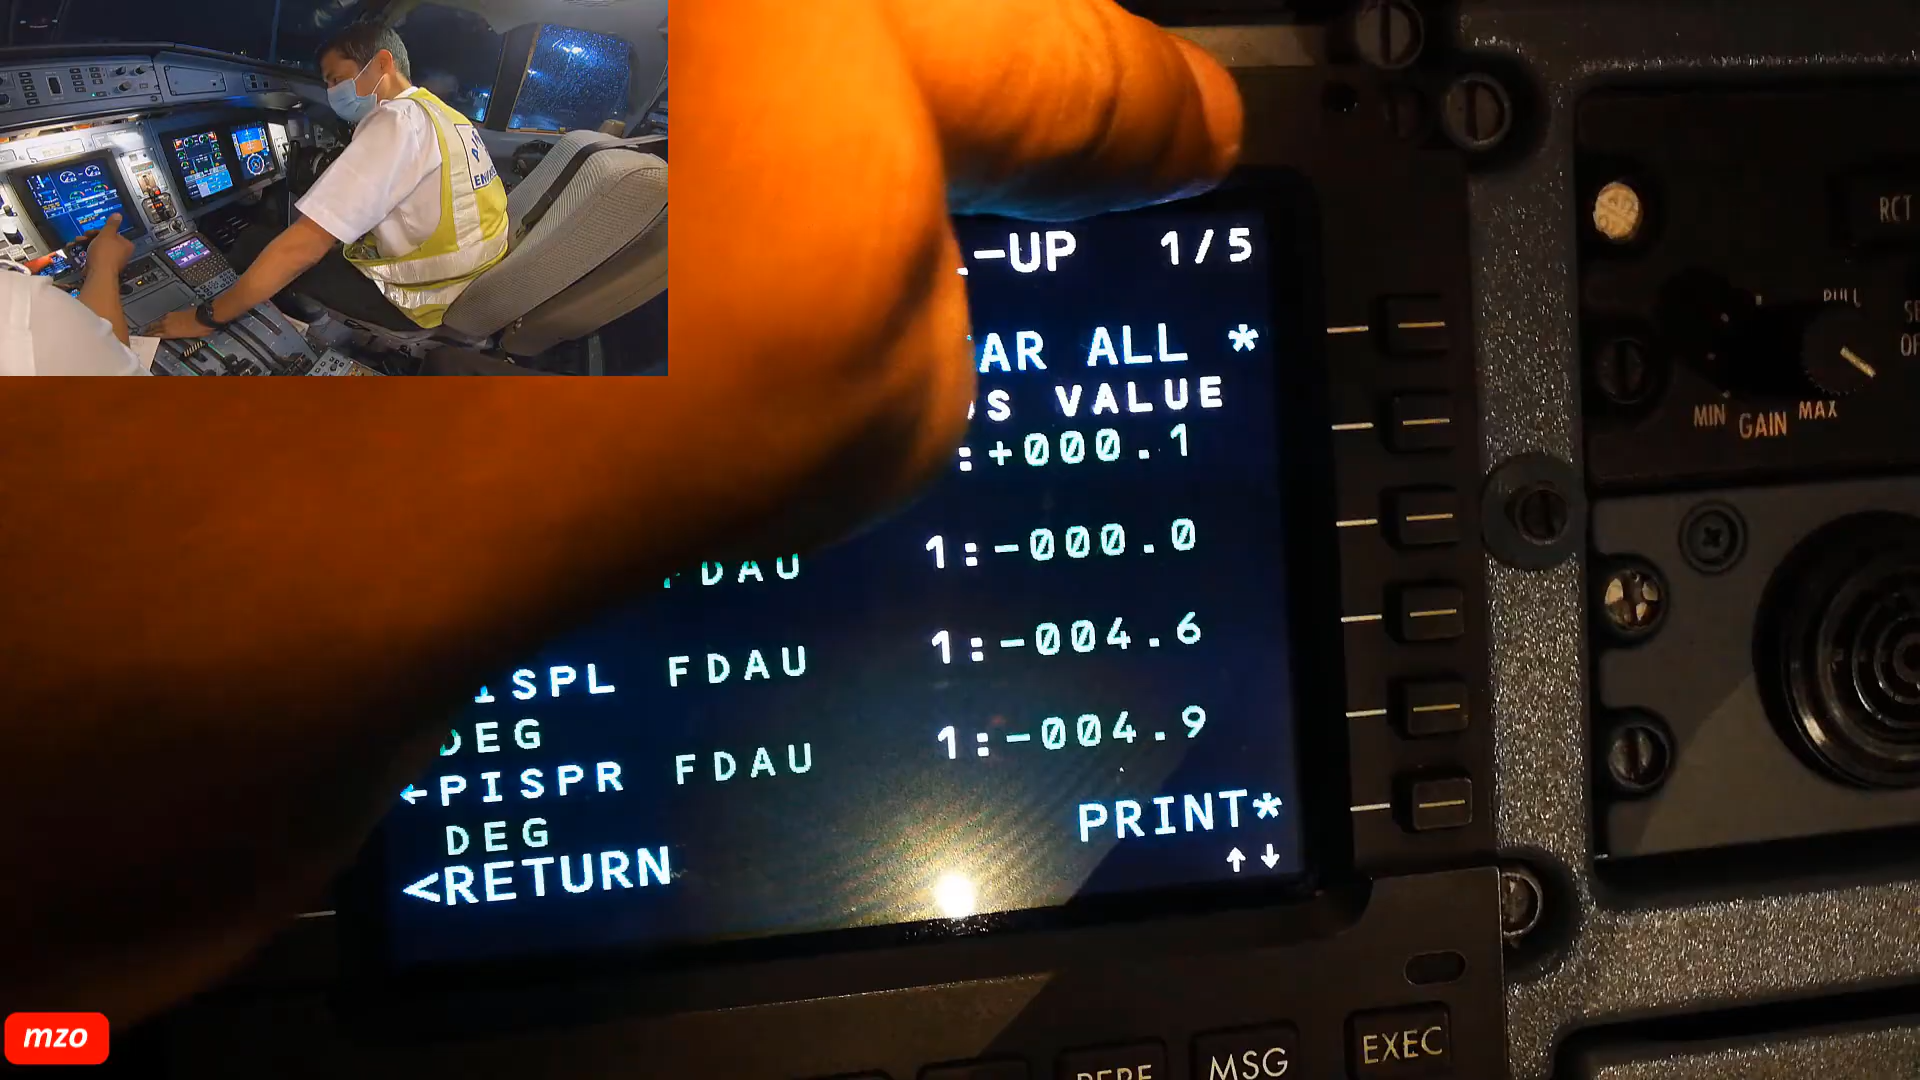 -UP 1/5
AR ALL *
S VALUE
:+000.1
FDAU 1:-000.0
ISPL FDAU 1:-004.6
DEG
←PISPR FDAU 1:-004.9
DEG
PRINT*
<RETURN
↑↓
RCT
MIN GAIN MAX
MSG
EXEC
mzo